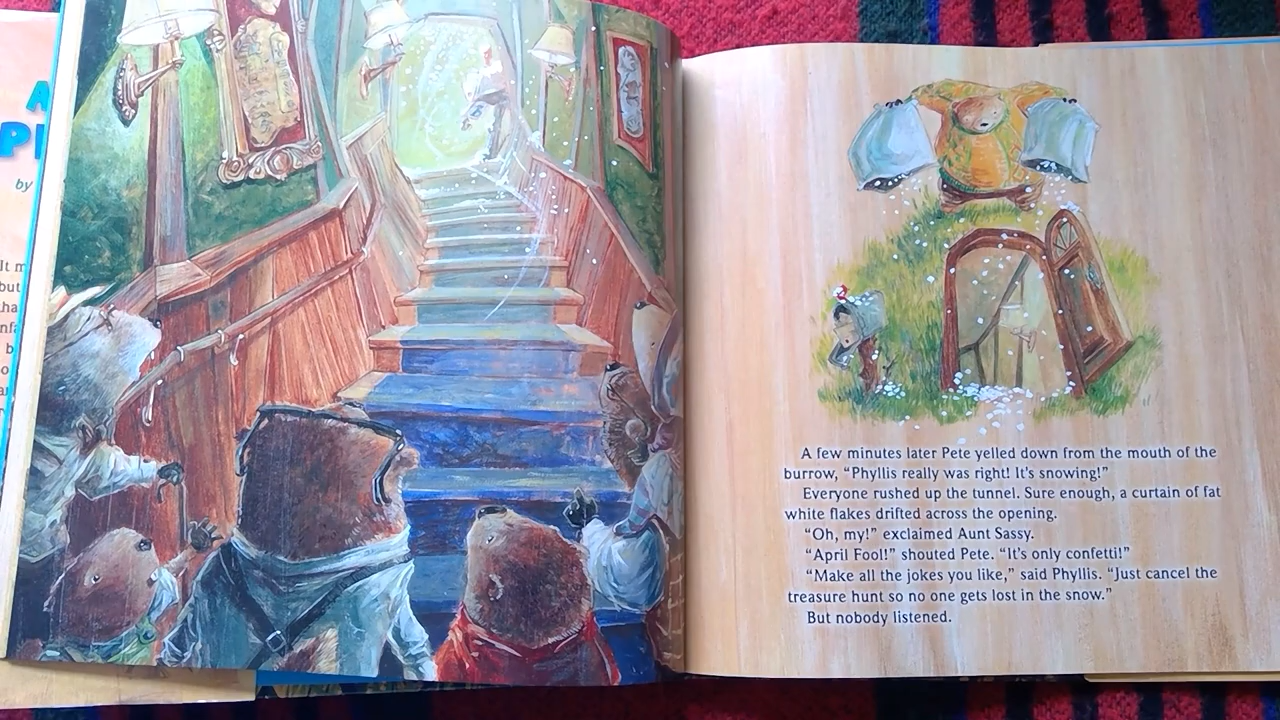 by
It m
but
A few minutes later Pete yelled down from the mouth of the
burrow, “Phyllis really was right! It’s snowing!”
Everyone rushed up the tunnel. Sure enough, a curtain of fat
white flakes drifted across the opening.
“Oh, my!” exclaimed Aunt Sassy.
“April Fool!” shouted Pete. “It’s only confetti!”
“Make all the jokes you like,” said Phyllis. “Just cancel the
treasure hunt so no one gets lost in the snow.”
But nobody listened.